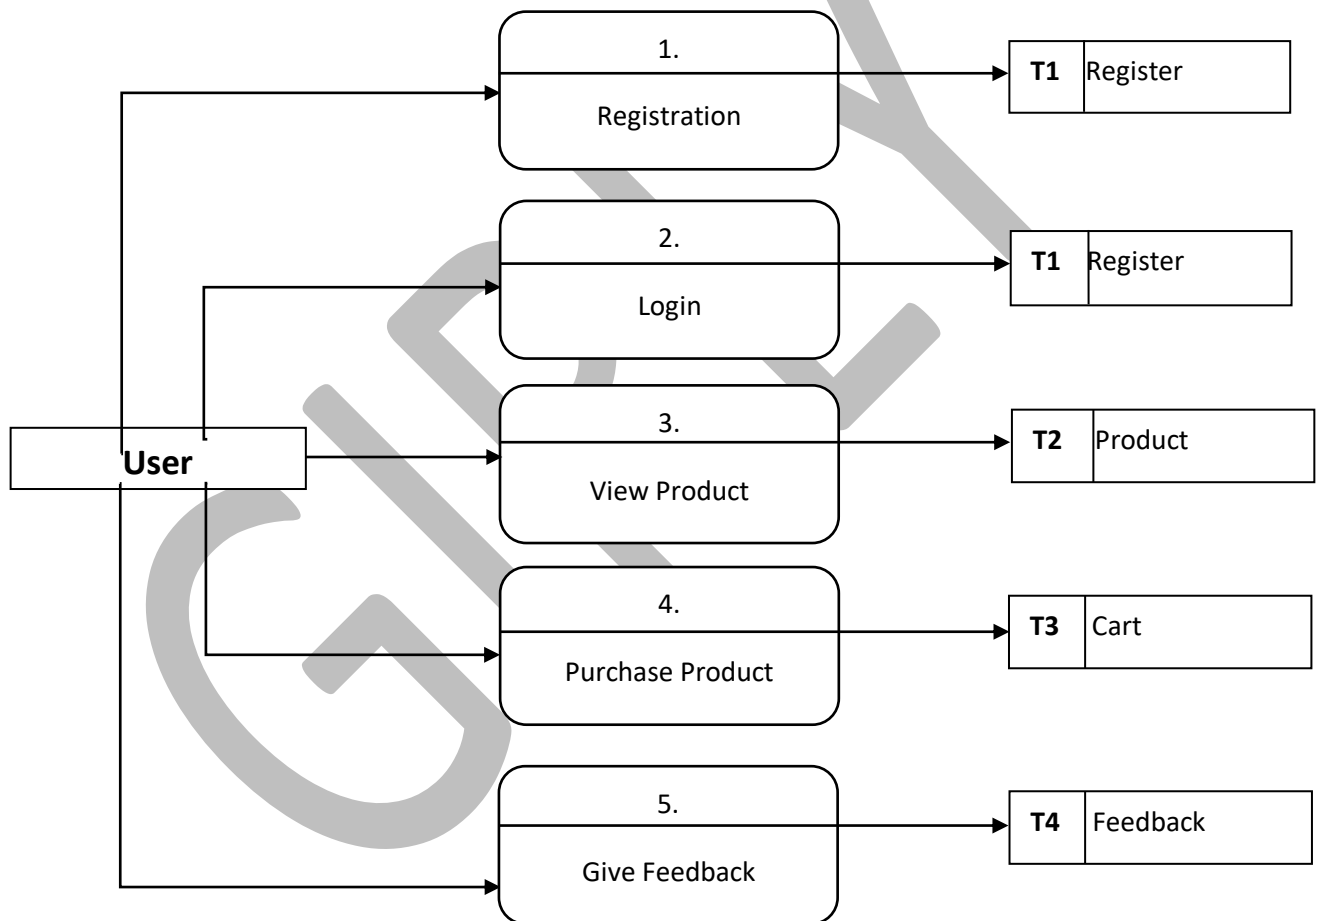 1.
Registration
T1 Register
2.
Login
T1 Register
User
3.
View Product
T2 Product
4.
Purchase Product
T3 Cart
5.
Give Feedback
T4 Feedback